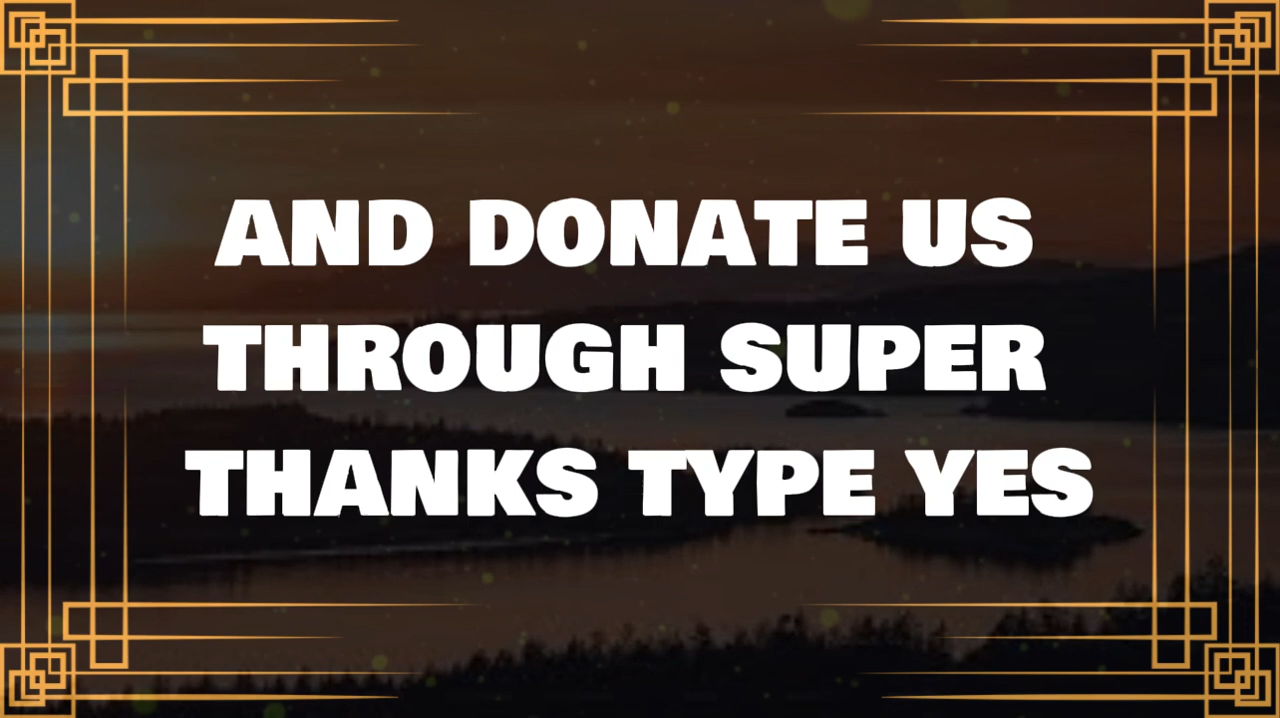 AND DONATE US
THROUGH SUPER
THANKS TYPE YES